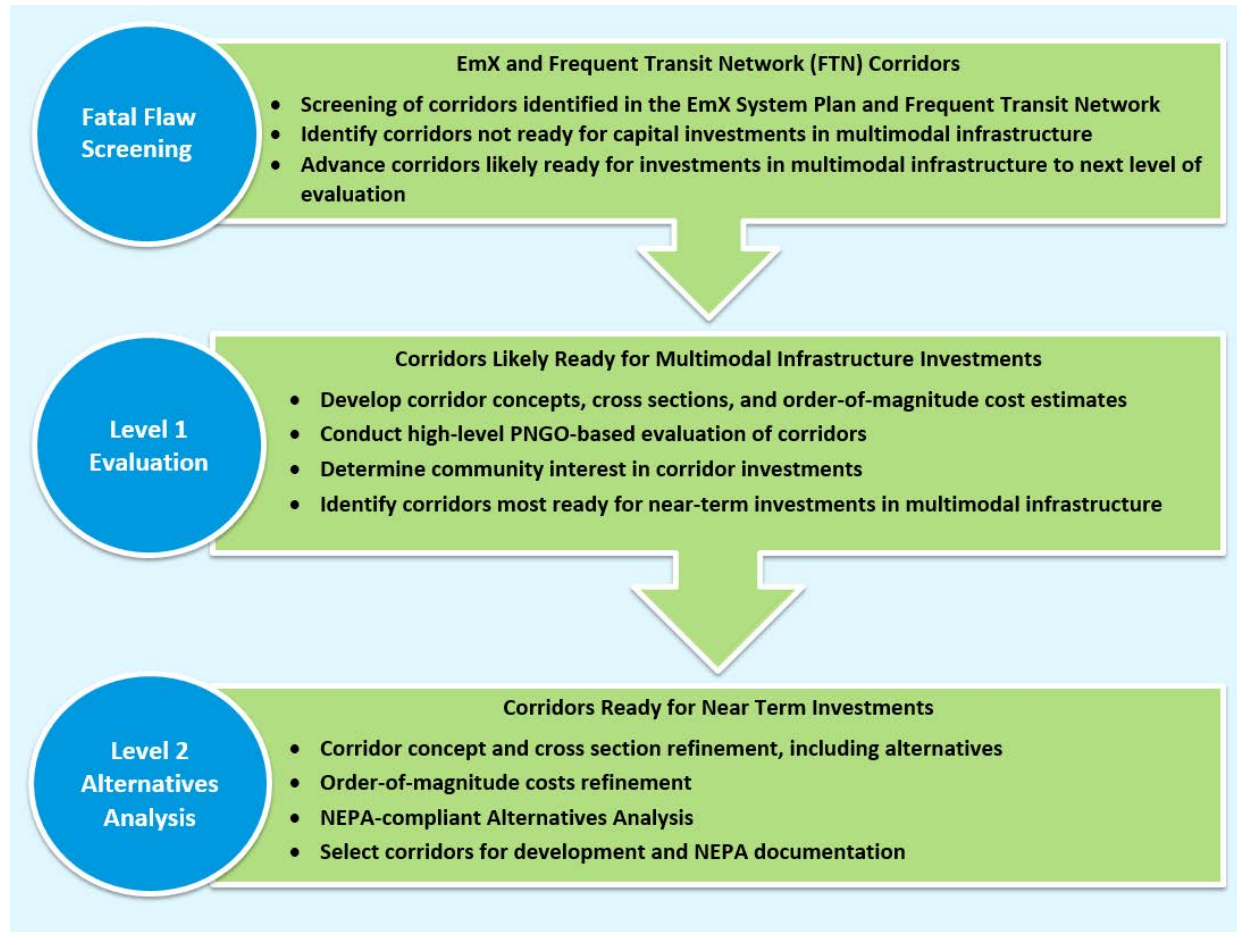 Fatal Flaw
Screening
EmX and Frequent Transit Network (FTN) Corridors
• Screening of corridors identified in the EmX System Plan and Frequent Transit Network
• Identify corridors not ready for capital investments in multimodal infrastructure
• Advance corridors likely ready for investments in multimodal infrastructure to next level of
evaluation
Level 1
Evaluation
Corridors Likely Ready for Multimodal Infrastructure Investments
• Develop corridor concepts, cross sections, and order-of-magnitude cost estimates
• Conduct high-level PNGO-based evaluation of corridors
• Determine community interest in corridor investments
• Identify corridors most ready for near-term investments in multimodal infrastructure
Level 2
Alternatives
Analysis
Corridors Ready for Near Term Investments
• Corridor concept and cross section refinement, including alternatives
• Order-of-magnitude costs refinement
• NEPA-compliant Alternatives Analysis
• Select corridors for development and NEPA documentation